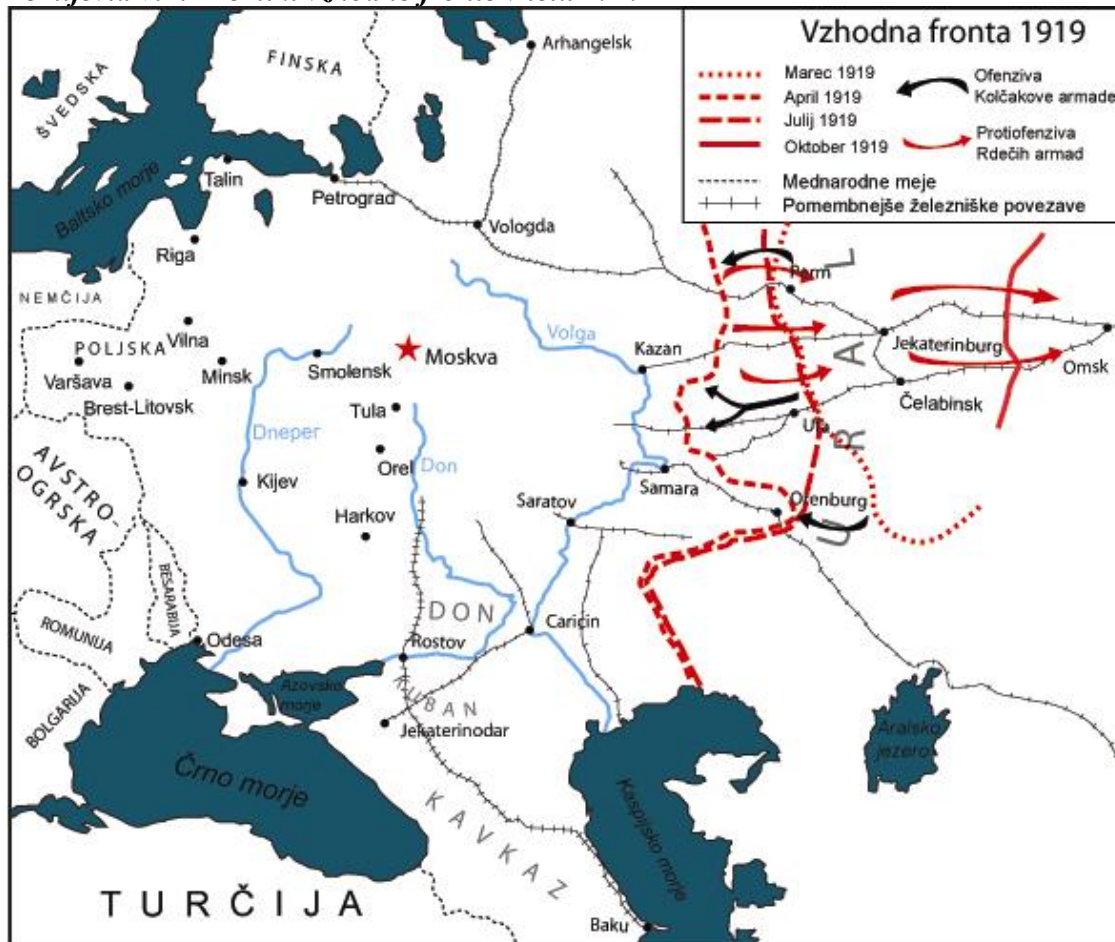 Vzhodna fronta 1919
Marec 1919
April 1919
Julij 1919
Oktober 1919
Ofenziva
Kolčakove armade
Protiofenziva
Rdečih armad
Mednarodne meje
Pomembnejše železniške povezave
ŠVEDSKA
FINSKA
Arhangelsk
Talin
Petrograd
Baltsko morje
Vologda
Riga
Perm
NEMČIJA
Vilna
Volga
POLJSKA
Moskva
Kazan
Jekaterinburg
Omsk
Varšava
Minsk
Smolensk
Brest-Litovsk
Čelabinsk
Tula
Dneper
Orel
Don
URAL
AVSTRO-
OGRSKA
Kijev
Samara
Saratov
Orenburg
Harkov
BESARABIJA
DON
ROMUNIJA
Odesa
Rostov
Caricin
BOLGARIJA
Azovsko
morje
KUBAN
Jekaterinodar
Aralsko
jezero
Črno morje
KAVKAZ
Kaspijsko morje
TURČIJA
Baku